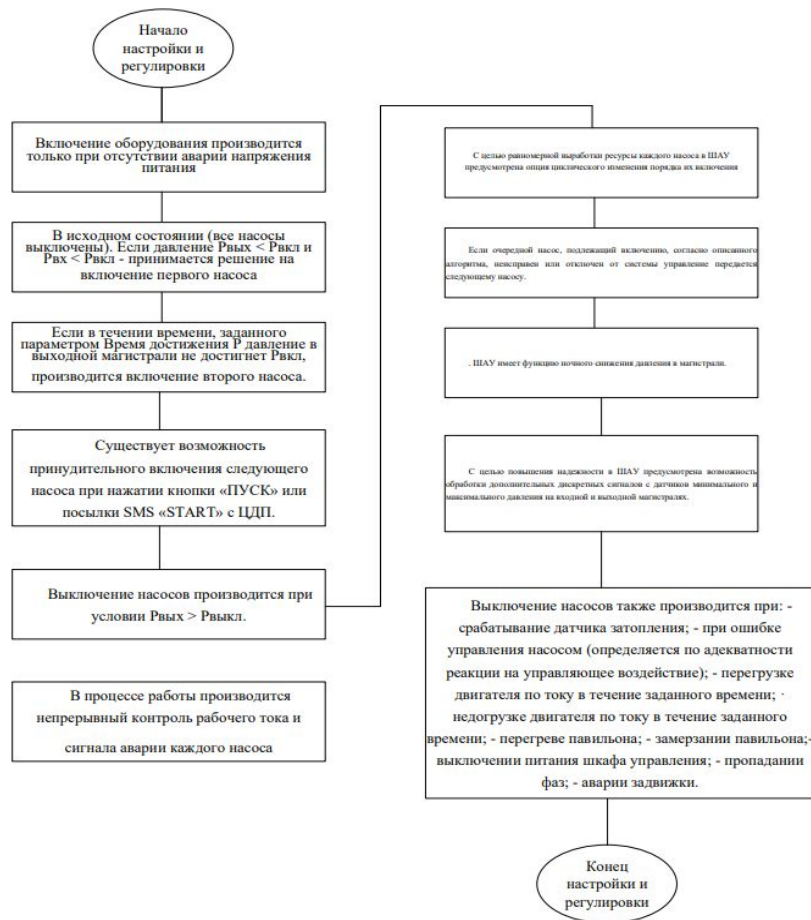 Начало
настройки и
регулировки
Включение оборудования производится
только при отсутствии аварии напряжения
питания
В исходном состоянии (все насосы
выключены). Если давление Рвых < Рвкл и
Рвх < Рвкл - принимается решение на
включение первого насоса
Если в течении времени, заданного
параметром Время достижения Р давление в
выходной магистрали не достигнет Рвкл,
производится включение второго насоса.
Существует возможность
принудительного включения следующего
насоса при нажатии кнопки «ПУСК» или
посылки SMS «START» с ЦДП.
Выключение насосов производится при
условии Рвых > Рвыкл.
В процессе работы производится
непрерывный контроль рабочего тока и
сигнала аварии каждого насоса
С целью равномерной выработки ресурсы каждого насоса в ШАУ
предусмотрена опция циклического изменения порядка их включения
Если очередной насос, подлежащий включению, согласно описанного
алгоритма, неисправен или отключен от системы управление передается
следующему насосу.
. ШАУ имеет функцию ночного снижения давления в магистрали.
С целью повышения надежности в ШАУ предусмотрена возможность
обработки дополнительных дискретных сигналов с датчиков минимального и
максимального давления на входной и выходной магистралях.
Выключение насосов также производится при: -
срабатывание датчика затопления; - при ошибке
управления насосом (определяется по адекватности
реакции на управляющее воздействие); - перегрузке
двигателя по току в течение заданного времени; ·
недогрузке двигателя по току в течение заданного
времени; - перегреве павильона; - замерзании павильона;-
выключении питания шкафа управления; - пропадании
фаз; - аварии задвижки.
Конец
настройки и
регулировки